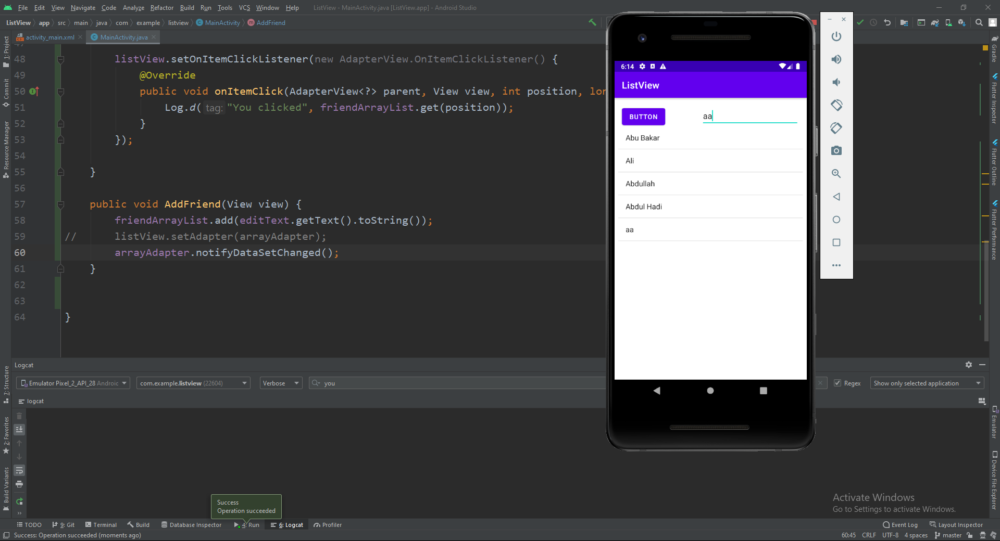 File Edit View Navigate Code Analyze Refactor Build Run Tools VCS Window Help ListView - MainActivity.java [ListView.app] - Android Studio
ListView app src main java com example listview MainActivity AddFriend
activity_main.xml MainActivity.java
48 listView.setOnItemClickListener(new AdapterView.OnItemClickListener() {
49 @Override
50 public void onItemClick(AdapterView<?> parent, View view, int position, lon
51 Log.d( tag: "You clicked", friendArrayList.get(position));
52 }
53 });
54
55 }
56
57 public void AddFriend(View view) {
58 friendArrayList.add(editText.getText().toString());
59 // listView.setAdapter(arrayAdapter);
60 arrayAdapter.notifyDataSetChanged();
61 }
62
63
64 }
6:14
ListView
BUTTON aa
Abu Bakar
Ali
Abdullah
Abdul Hadi
aa
1: Project
Commit
Resource Manager
7: Structure
2: Favorites
Build Variants
Gradle
Flutter Inspector
Flutter Outline
Flutter Performance
Emulator
Device File Explorer
Logcat
Emulator Pixel_2_API_28 Androic com.example.listview (22604) Verbose you Regex Show only selected application
logcat
Success
Operation succeeded
Activate Windows
Go to Settings to activate Windows.
TODO 9: Git Terminal Build Database Inspector 4: Run 6: Logcat Profiler Event Log Layout Inspector
Success: Operation succeeded (moments ago) 60:45 CRLF UTF-8 4 spaces master